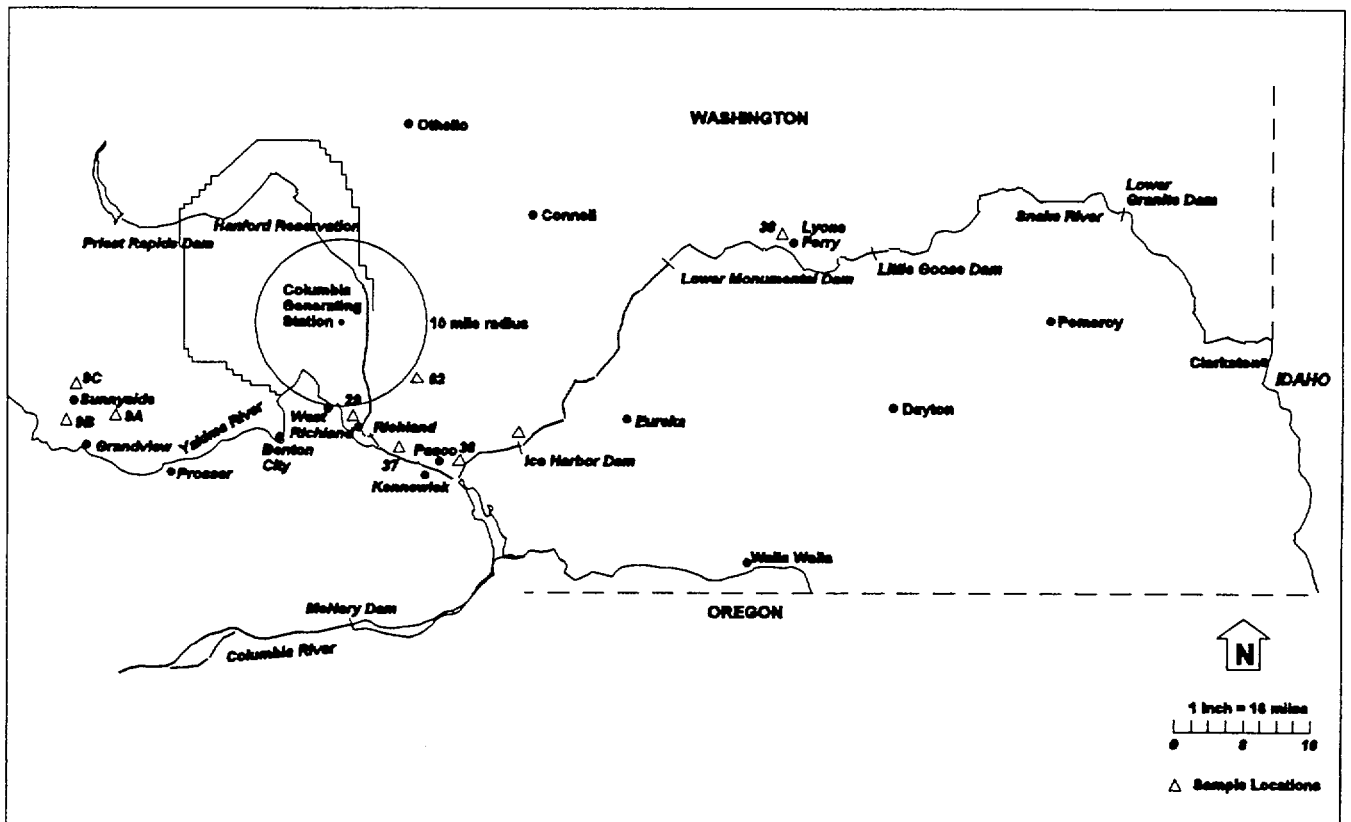 WASHINGTON
Othello
Connell
Hanford Reservation
Priest Rapids Dam
Columbia
Generating
Station
10 mile radius
38
Lyons
Ferry
Lower
Granite Dam
Snake River
Little Goose Dam
Lower Monumental Dam
Pomeroy
Clarkston
IDAHO
9C
Sunnyside
9B
9A
Grandview
Yakima River
Prosser
Benton
City
West
Richland
29
Richland
62
37
Pasco
36
Kennewick
Ice Harbor Dam
Eureka
Dayton
Walla Walla
OREGON
McNary Dam
Columbia River
N
1 inch = 16 miles
0 8 16
Sample Locations